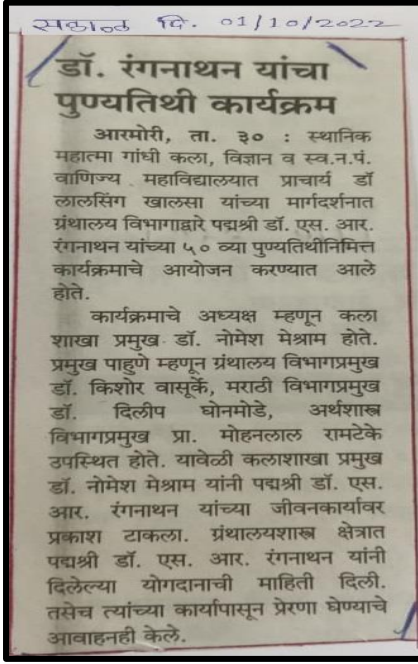 सकाळ दि. 01/10/2022
डॉ. रंगनाथन यांचा
पुण्यतिथी कार्यक्रम
आरमोरी, ता. ३० : स्थानिक
महात्मा गांधी कला, विज्ञान व स्व.न.पं.
वाणिज्य महाविद्यालयात प्राचार्य डॉ
लालसिंग खालसा यांच्या मार्गदर्शनात
ग्रंथालय विभागाद्वारे पद्मश्री डॉ. एस. आर.
रंगनाथन यांच्या ५० व्या पुण्यतिथीनिमित्त
कार्यक्रमाचे आयोजन करण्यात आले
होते.
कार्यक्रमाचे अध्यक्ष म्हणून कला
शाखा प्रमुख डॉ. नोमेश मेश्राम होते.
प्रमुख पाहुणे म्हणून ग्रंथालय विभागप्रमुख
डॉ. किशोर वासूर्के, मराठी विभागप्रमुख
डॉ. दिलीप घोनमोडे, अर्थशास्त्र
विभागप्रमुख प्रा. मोहनलाल रामटेके
उपस्थित होते. यावेळी कलाशाखा प्रमुख
डॉ. नोमेश मेश्राम यांनी पद्मश्री डॉ. एस.
आर. रंगनाथन यांच्या जीवनकार्यावर
प्रकाश टाकला. ग्रंथालयशास्त्र क्षेत्रात
पद्मश्री डॉ. एस. आर. रंगनाथन यांनी
दिलेल्या योगदानाची माहिती दिली.
तसेच त्यांच्या कार्यापासून प्रेरणा घेण्याचे
आवाहनही केले.